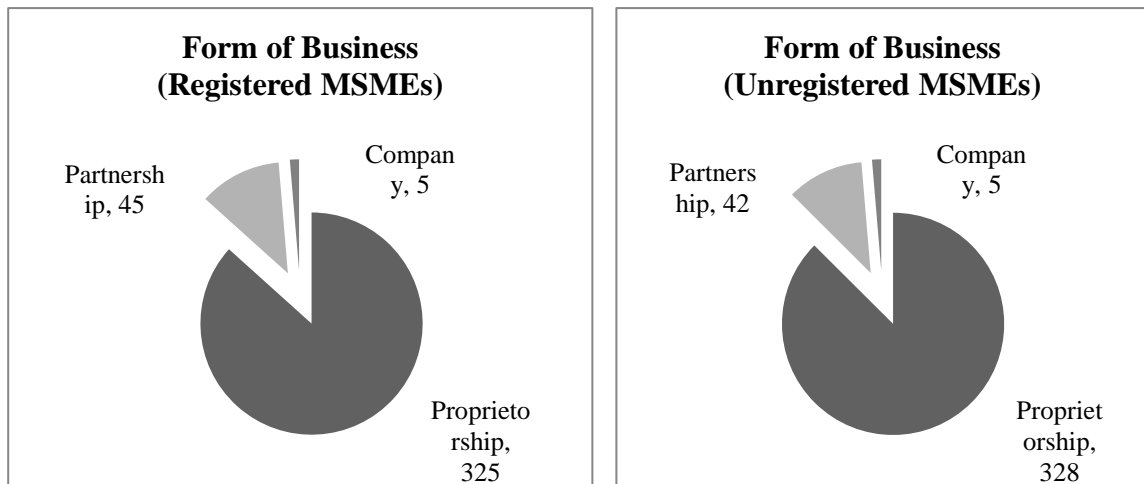 Form of Business
(Registered MSMEs)
Partnersh
ip, 45
Compan
y, 5
Proprieto
rship,
325
Form of Business
(Unregistered MSMEs)
Partners
hip, 42
Compan
y, 5
Propriet
orship,
328